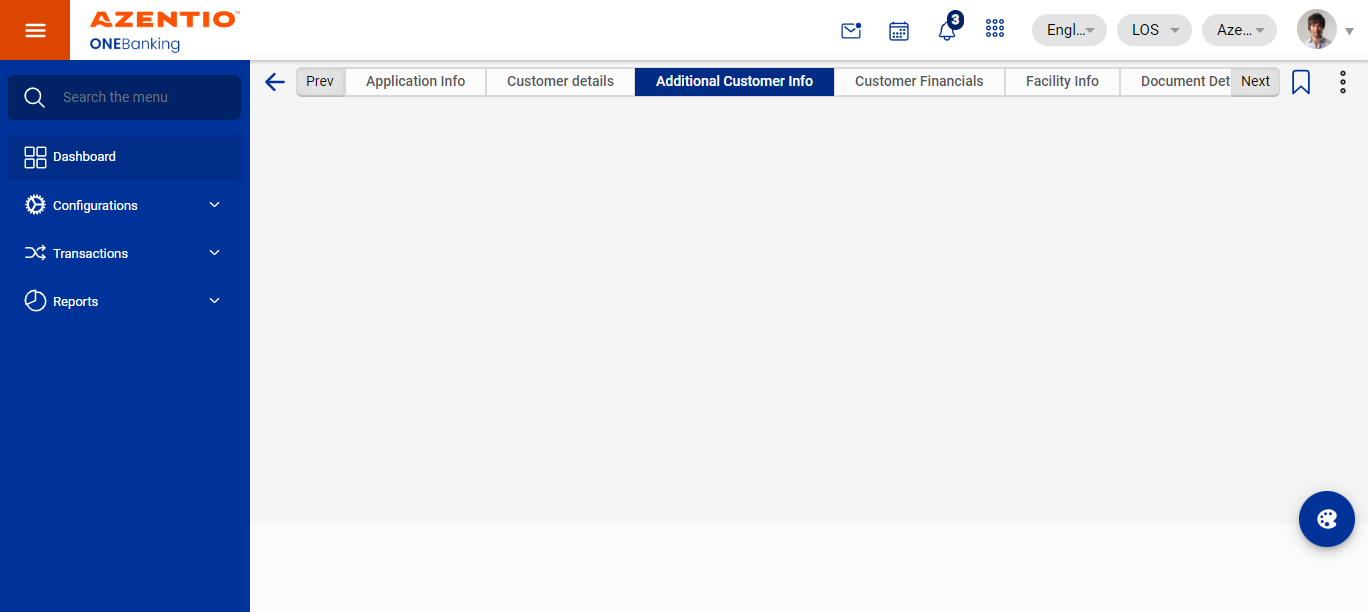 AZENTIO™
ONEBanking
3
Engl...
LOS
Aze...
Search the menu
Dashboard
Configurations
Transactions
Reports
Prev
Application Info
Customer details
Additional Customer Info
Customer Financials
Facility Info
Document Det
Next